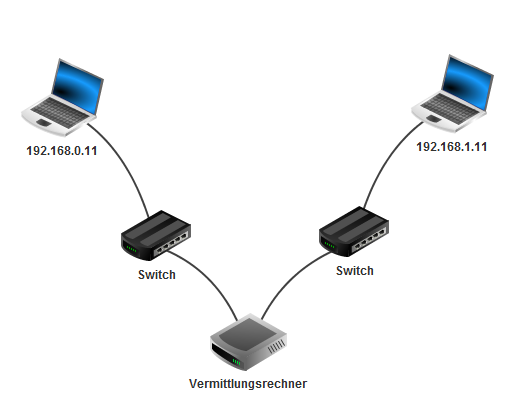 192.168.0.11
192.168.1.11
Switch
Switch
Vermittlungsrechner